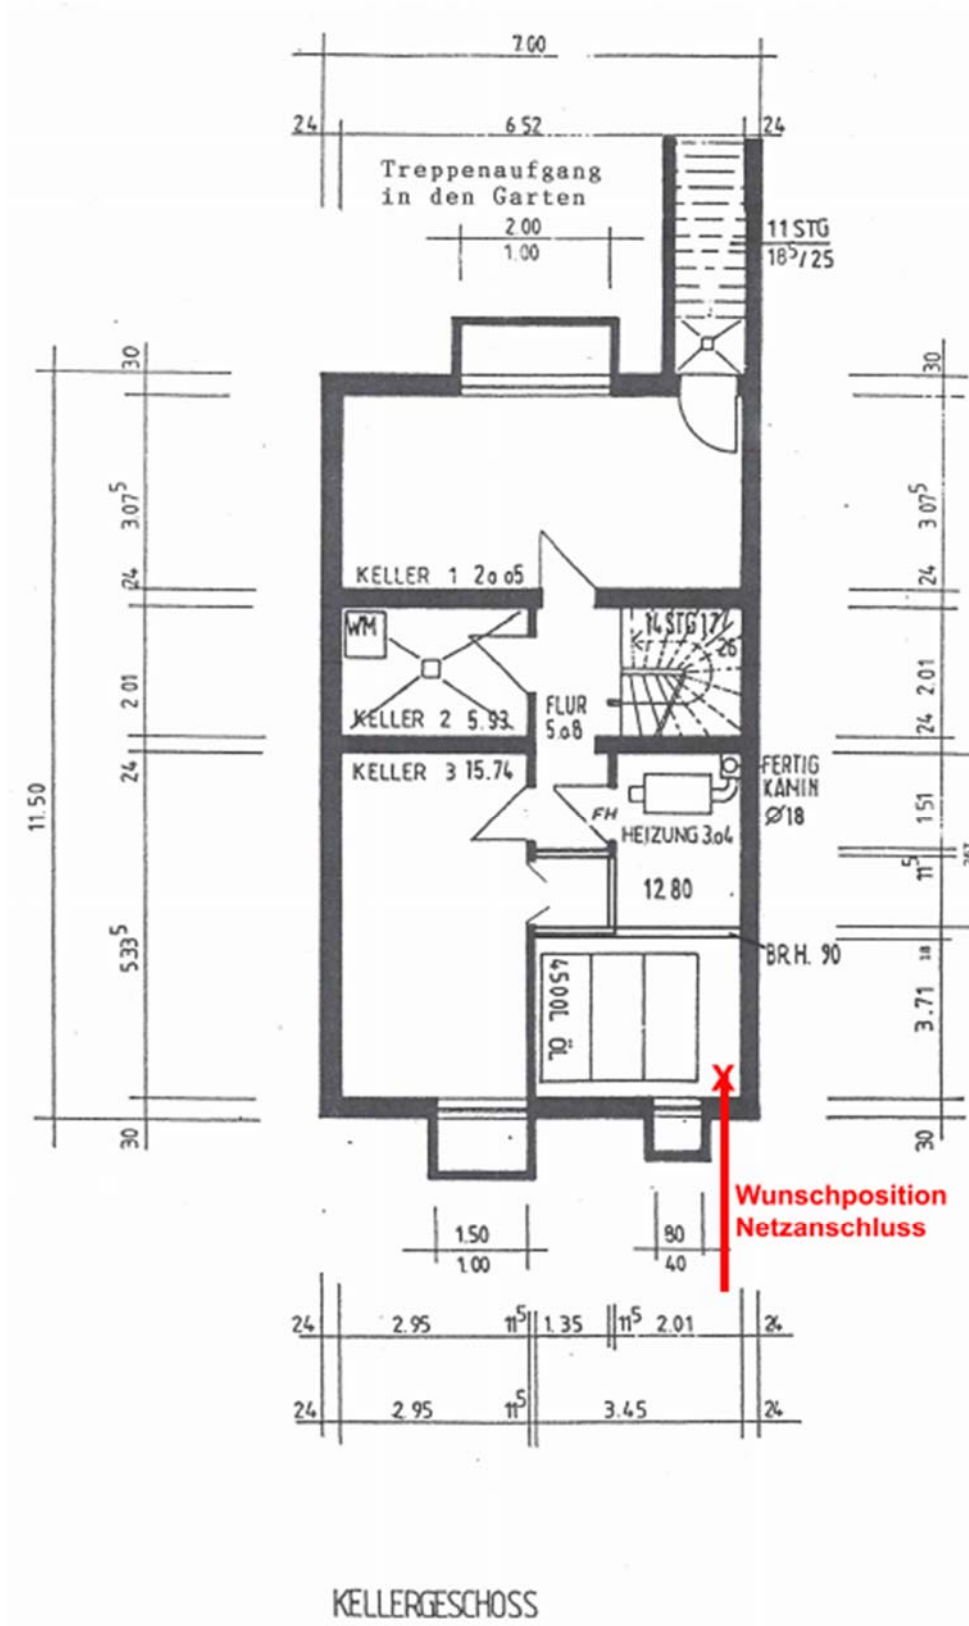 7.00
24
6.52
24
Treppenaufgang
in den Garten
2.00
1.00
11 STG
18⁵/25
30
30
3.07⁵
3.07⁵
KELLER 1 20.05
24
24
WM
14 STG 17/
26
2.01
2.01
KELLER 2 5.93
FLUR
5.08
24
24
KELLER 3 15.74
FERTIG
KAMIN
Ø18
11.50
1.51
FH
HEIZUNG 3.04
11⁵
12.80
5.33⁵
BR.H. 90
18
4500L ÖL
3.71
X
30
30
Wunschposition
Netzanschluss
1.50
1.00
80
40
24
2.95
11⁵
1.35
11⁵
2.01
24
24
2.95
11⁵
3.45
24
KELLERGESCHOSS